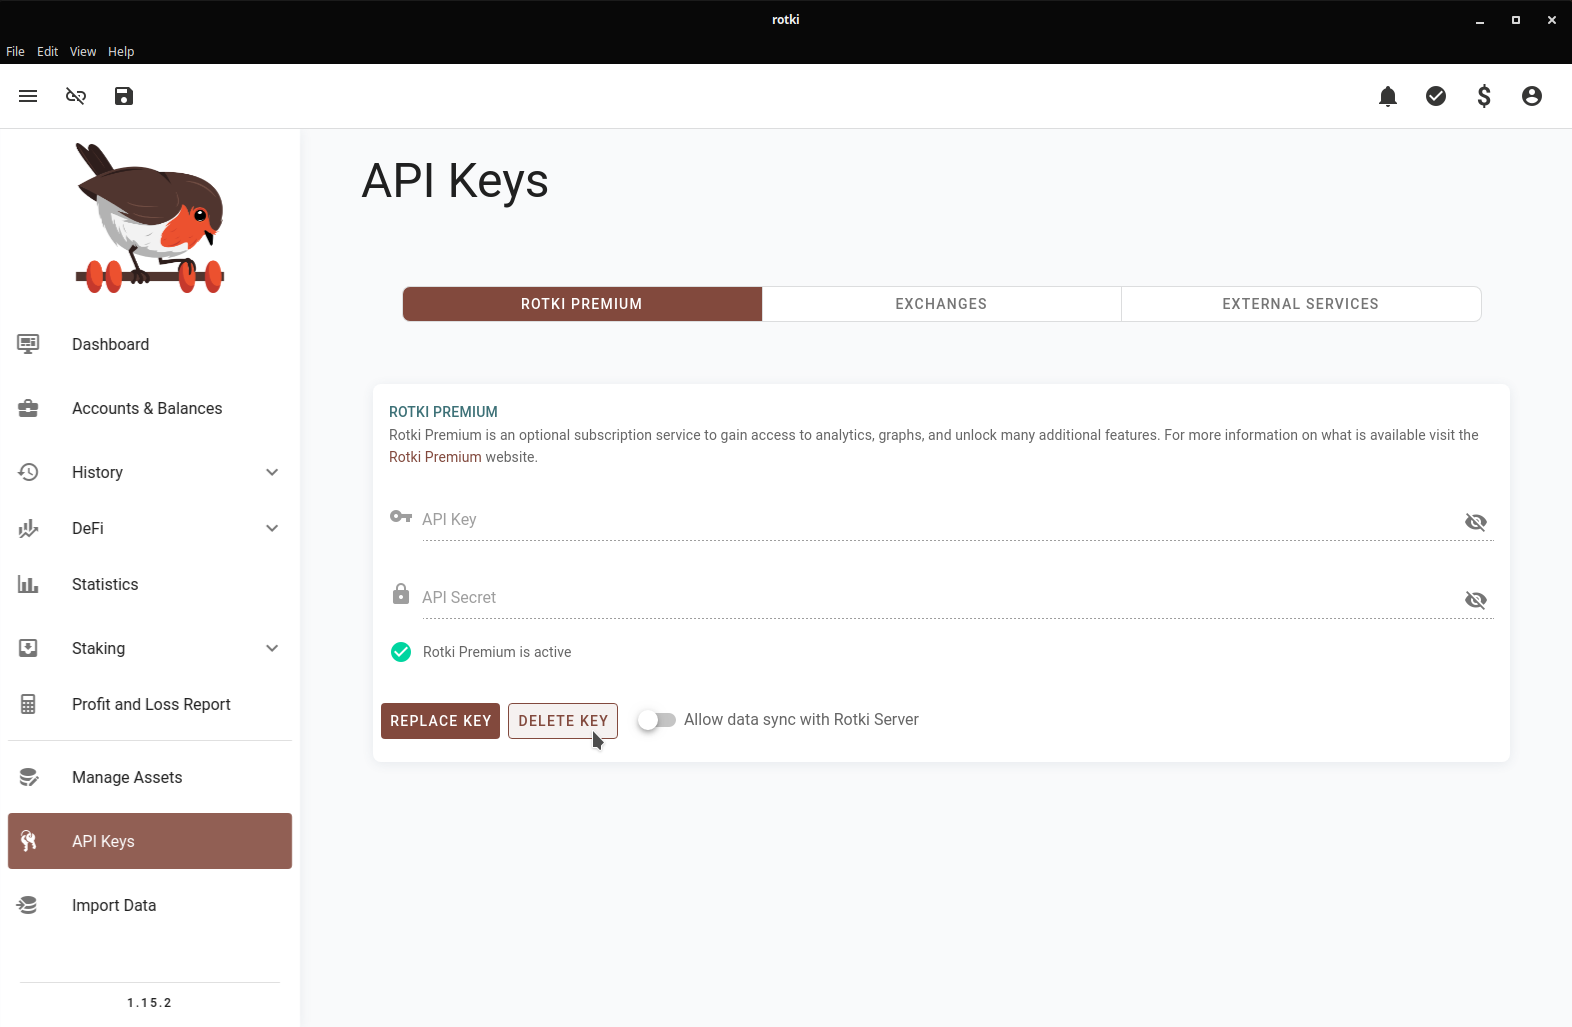 rotki
File Edit View Help
API Keys
ROTKI PREMIUM EXCHANGES EXTERNAL SERVICES
Dashboard
Accounts & Balances
History
DeFi
Statistics
Staking
Profit and Loss Report
Manage Assets
API Keys
Import Data
1.15.2
ROTKI PREMIUM
Rotki Premium is an optional subscription service to gain access to analytics, graphs, and unlock many additional features. For more information on what is available visit the
Rotki Premium website.
API Key
API Secret
Rotki Premium is active
REPLACE KEY DELETE KEY Allow data sync with Rotki Server